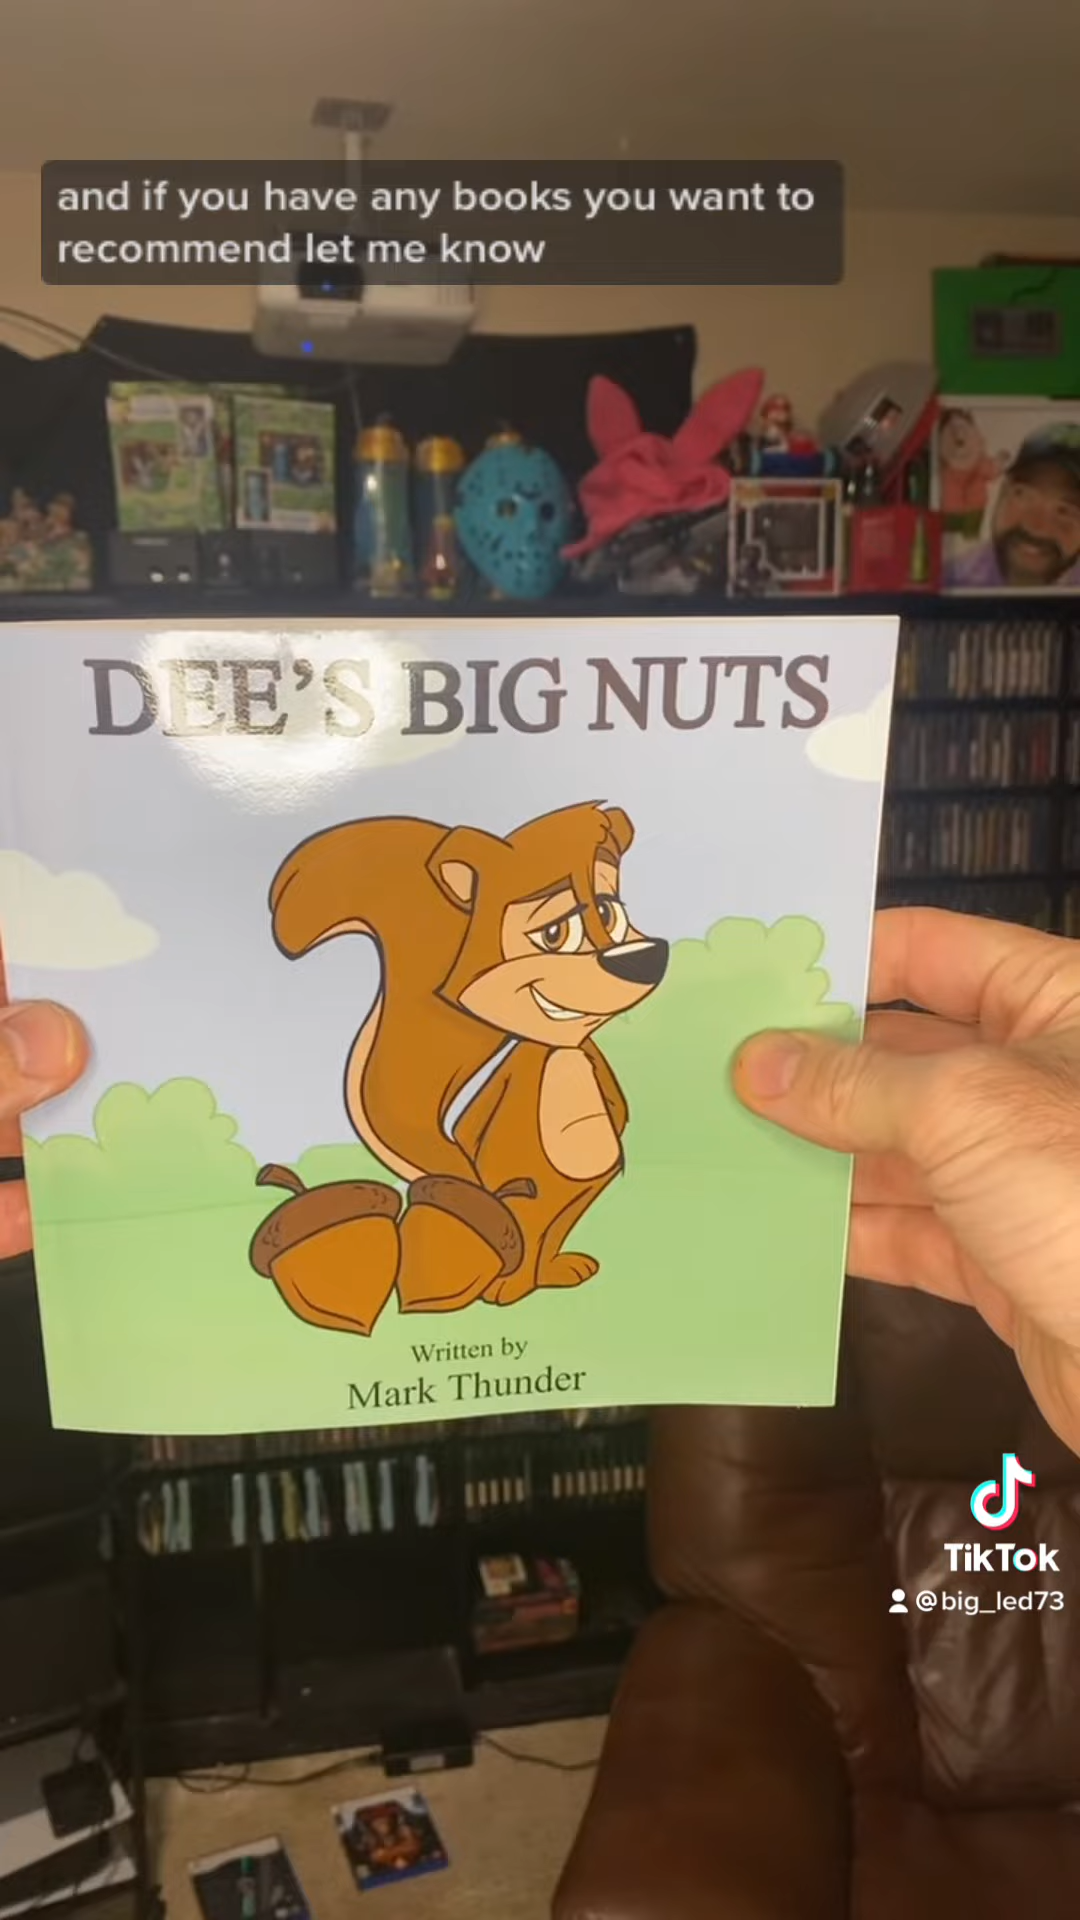 and if you have any books you want to
recommend let me know
DEE'S BIG NUTS
Written by
Mark Thunder
TikTok
@big_led73